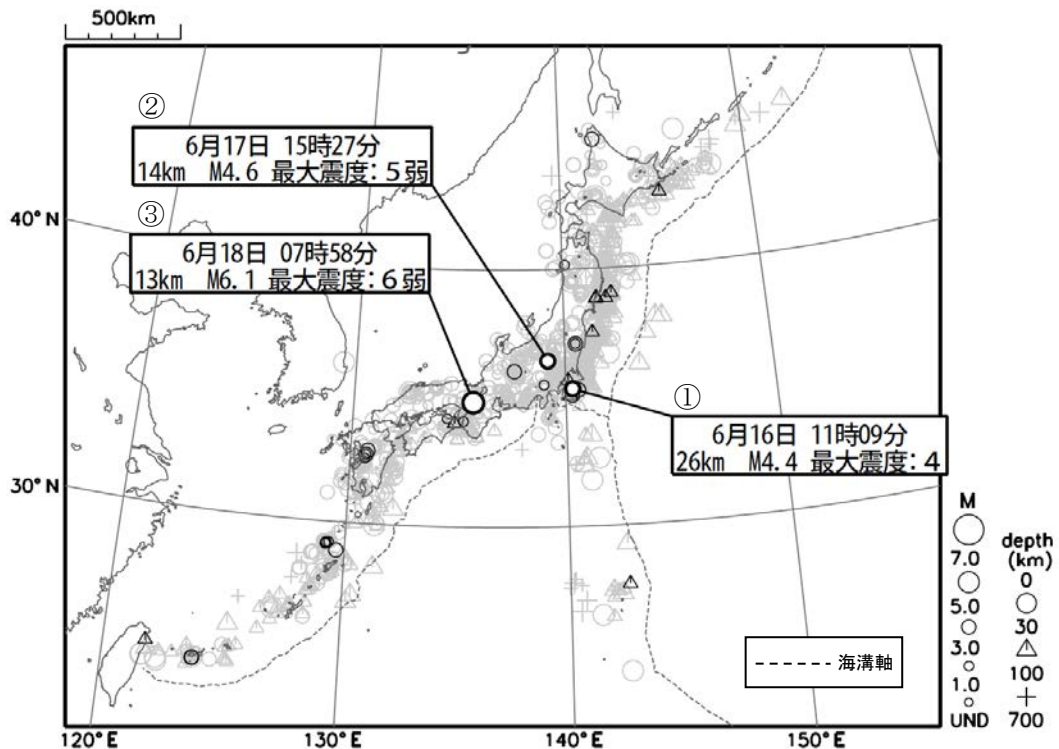 500km
②
6月17日 15時27分
14km M4.6 最大震度：5弱
③
6月18日 07時58分
13km M6.1 最大震度：6弱
①
6月16日 11時09分
26km M4.4 最大震度：4
40°N
30°N
M
7.0
5.0
3.0
1.0
UND
depth
(km)
0
30
100
700
海溝軸
120°E
130°E
140°E
150°E